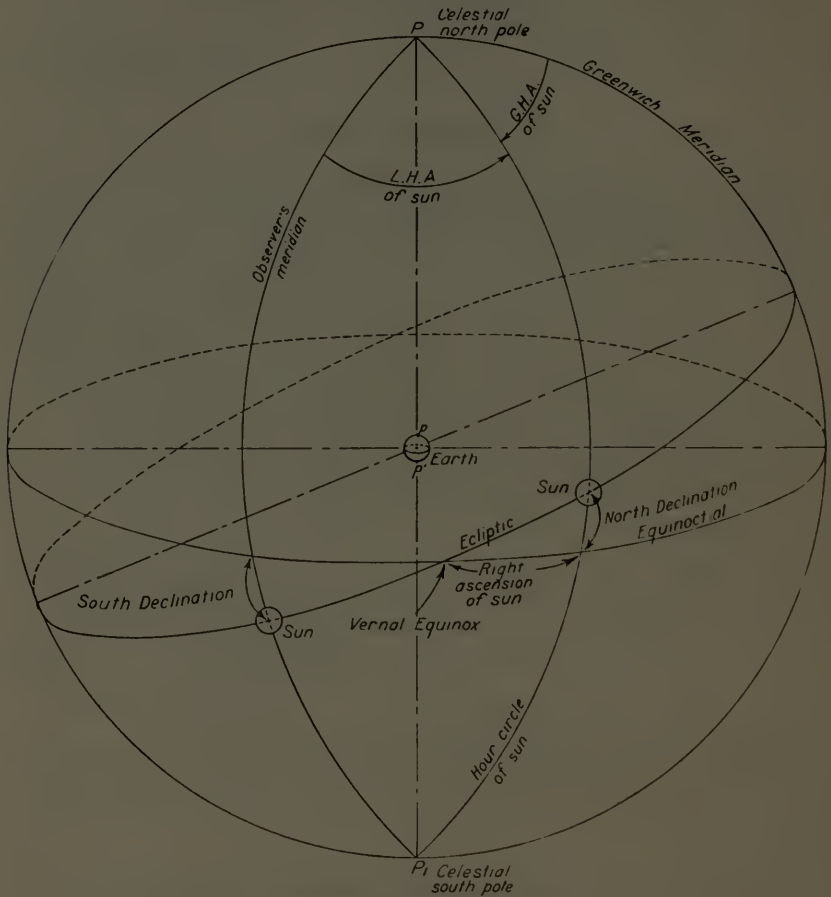 P
Celestial
north pole
G.H.A.
of sun
Greenwich
Meridian
L.H.A
of sun
Observer's
meridian
P
P'
Earth
Sun
North Declination
Equinoctial
Ecliptic
Right
ascension
of sun
South Declination
Sun
Vernal Equinox
Hour circle
of sun
P₁ Celestial
south pole